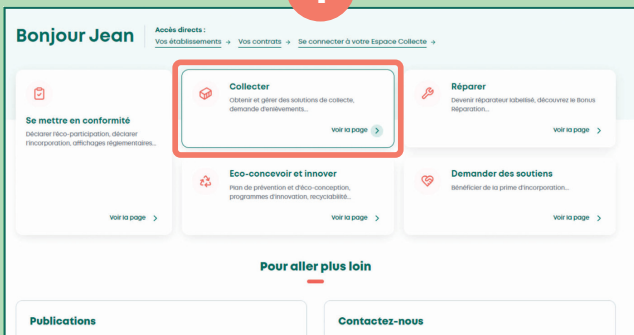 Bonjour Jean
Accès directs :
Vos établissements → Vos contrats → Se connecter à votre Espace Collecte →
Se mettre en conformité
Déclarer l'éco-participation, déclarer
l'incorporation, affichages réglementaires...
Voir la page >
Collecter
Obtenir et gérer des solutions de collecte,
demande d'enlèvements...
Voir la page >
Réparer
Devenir réparateur labelisé, découvrez le Bonus
Réparation...
Voir la page >
Eco-concevoir et innover
Plan de prévention et d'éco-conception,
programmes d'innovation, recyclabilité...
Voir la page >
Demander des soutiens
Bénéficier de la prime d'incorporation...
Voir la page >
Pour aller plus loin
Publications
Contactez-nous